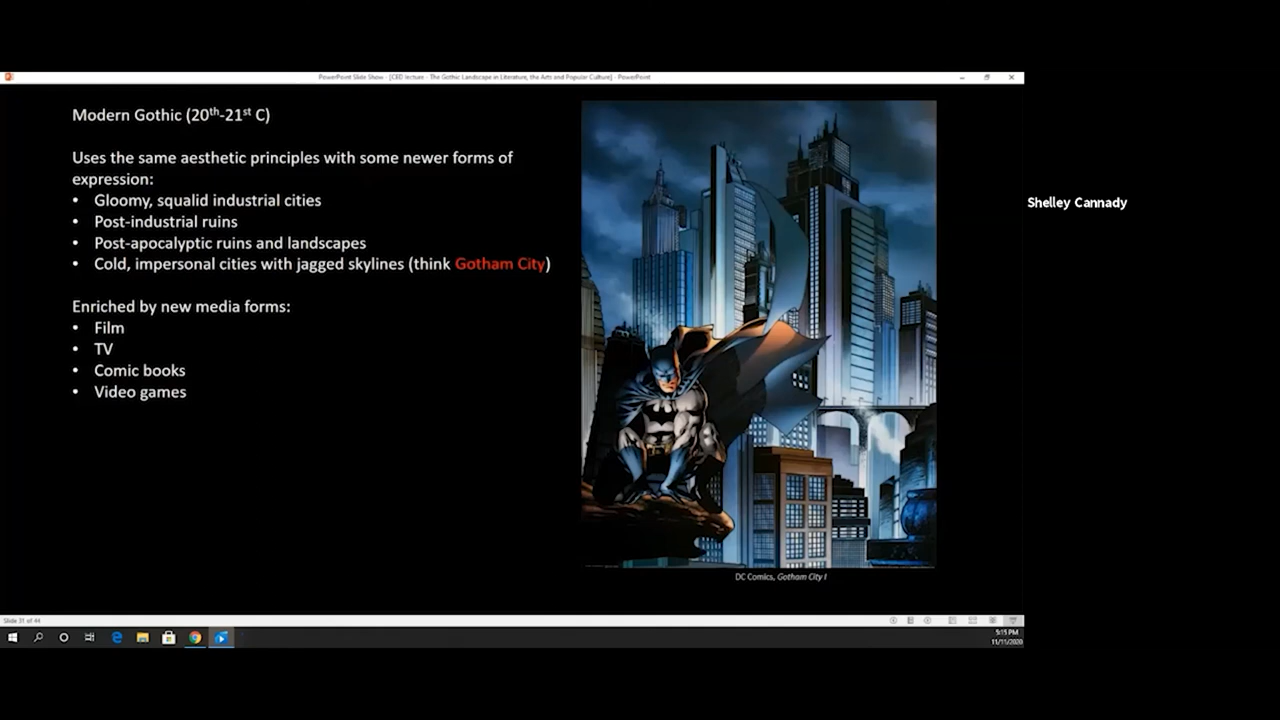 PowerPoint Slide Show - [CED lecture - The Gothic Landscape in Literature, the Arts and Popular Culture] - PowerPoint
Modern Gothic (20th-21st C)
Uses the same aesthetic principles with some newer forms of
expression:
• Gloomy, squalid industrial cities
• Post-industrial ruins
• Post-apocalyptic ruins and landscapes
• Cold, impersonal cities with jagged skylines (think Gotham City)
Enriched by new media forms:
• Film
• TV
• Comic books
• Video games
DC Comics, Gotham City I
Shelley Cannady
Slide 31 of 44
5:15 PM
11/11/2020